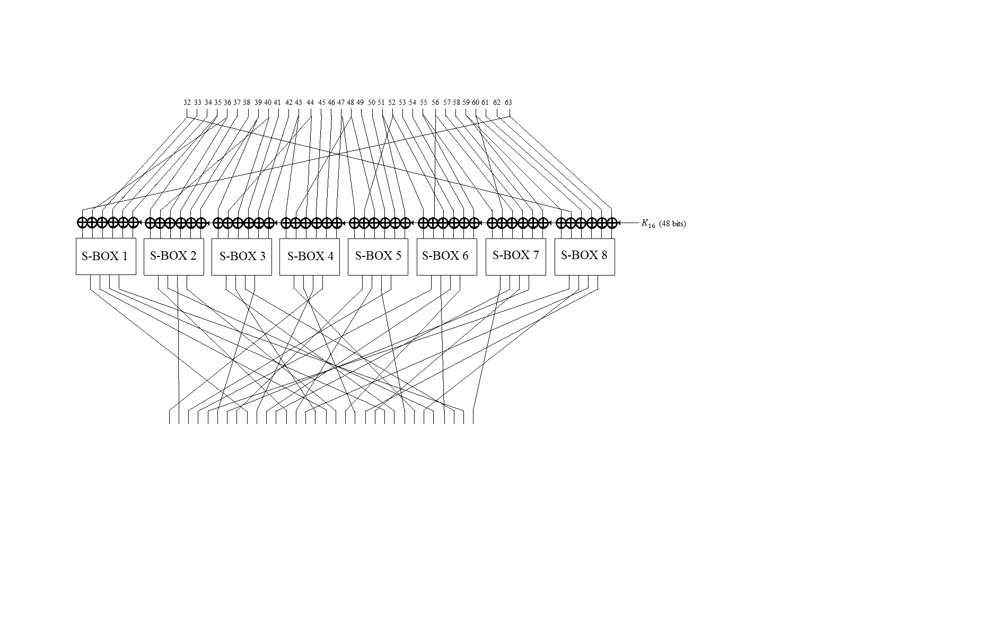 32 33 34 35 36 37 38 39 40 41 42 43 44 45 46 47 48 49 50 51 52 53 54 55 56 57 58 59 60 61 62 63
K16 (48 bits)
S-BOX 1 S-BOX 2 S-BOX 3 S-BOX 4 S-BOX 5 S-BOX 6 S-BOX 7 S-BOX 8